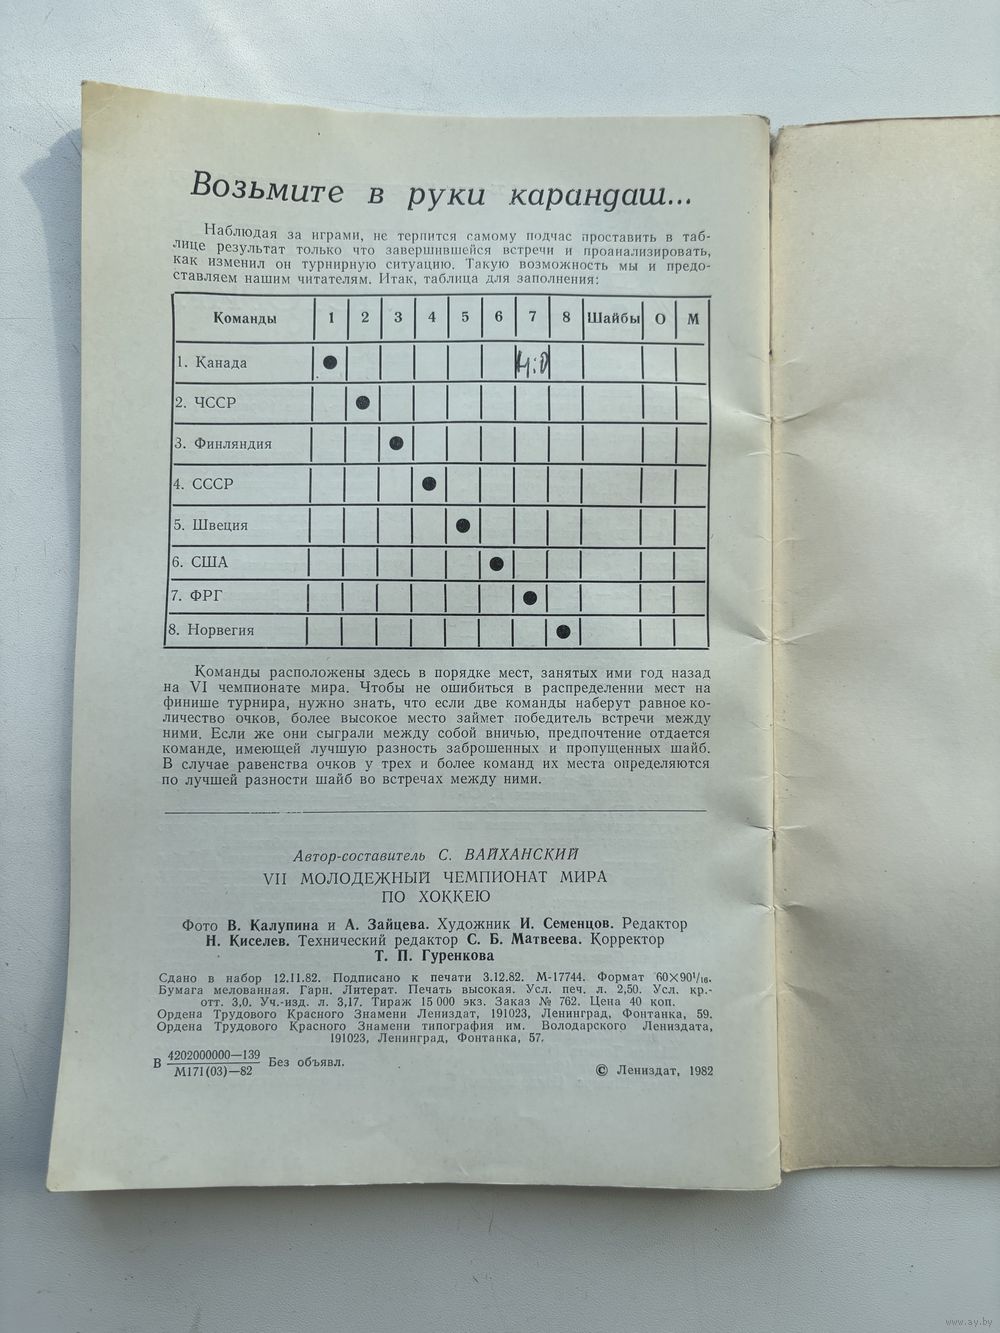 Возьмите в руки карандаш...
Наблюдая за играми, не терпится самому подчас проставить в таб-
лице результат только что завершившейся встречи и проанализировать,
как изменил он турнирную ситуацию. Такую возможность мы и предо-
ставляем нашим читателям. Итак, таблица для заполнения:
Команды 1 2 3 4 5 6 7 8 Шайбы О М
1. Канада 4:0
2. ЧССР
3. Финляндия
4. СССР
5. Швеция
6. США
7. ФРГ
8. Норвегия
Команды расположены здесь в порядке мест, занятых ими год назад
на VI чемпионате мира. Чтобы не ошибиться в распределении мест на
финише турнира, нужно знать, что если две команды наберут равное ко-
личество очков, более высокое место займет победитель встречи между
ними. Если же они сыграли между собой вничью, предпочтение отдается
команде, имеющей лучшую разность заброшенных и пропущенных шайб.
В случае равенства очков у трех и более команд их места определяются
по лучшей разности шайб во встречах между ними.
Автор-составитель С. ВАЙХАНСКИЙ
VII МОЛОДЕЖНЫЙ ЧЕМПИОНАТ МИРА
ПО ХОККЕЮ
Фото В. Калупина и А. Зайцева. Художник И. Семенцов. Редактор
Н. Киселев. Технический редактор С. Б. Матвеева. Корректор
Т. П. Гуренкова
Сдано в набор 12.11.82. Подписано к печати 3.12.82. М-17744. Формат 60×90¹/₁₆.
Бумага мелованная. Гарн. Литерат. Печать высокая. Усл. печ. л. 2,50. Усл. кр.-
отт. 3,0. Уч.-изд. л. 3,17. Тираж 15 000 экз. Заказ № 762. Цена 40 коп.
Ордена Трудового Красного Знамени Лениздат, 191023, Ленинград, Фонтанка, 59.
Ордена Трудового Красного Знамени типография им. Володарского Лениздата,
191023, Ленинград, Фонтанка, 57.
В 4202000000—139 Без объявл.
М171(03)—82
© Лениздат, 1982
www.ay.by